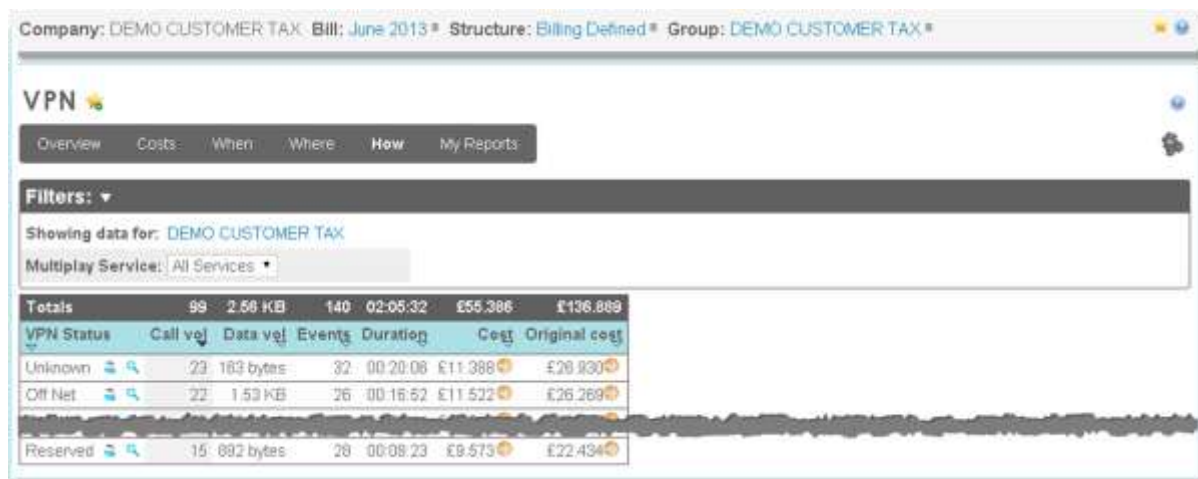 Company: DEMO CUSTOMER TAX Bill: June 2013 Structure: Billing Defined Group: DEMO CUSTOMER TAX
VPN
Overview Costs When Where How My Reports
Filters:
Showing data for: DEMO CUSTOMER TAX
Multiplay Service: All Services
Totals 99 2.56 KB 140 02:05:32 £55.386 £136.869
VPN Status Call vol Data vol Events Duration Cost Original cost
Unknown 23 163 bytes 32 00:20:06 £11.388 £26.930
Off Net 22 1.53 KB 26 00:16:52 £11.522 £26.269
Reserved 15 692 bytes 28 00:08:23 £9.573 £22.434